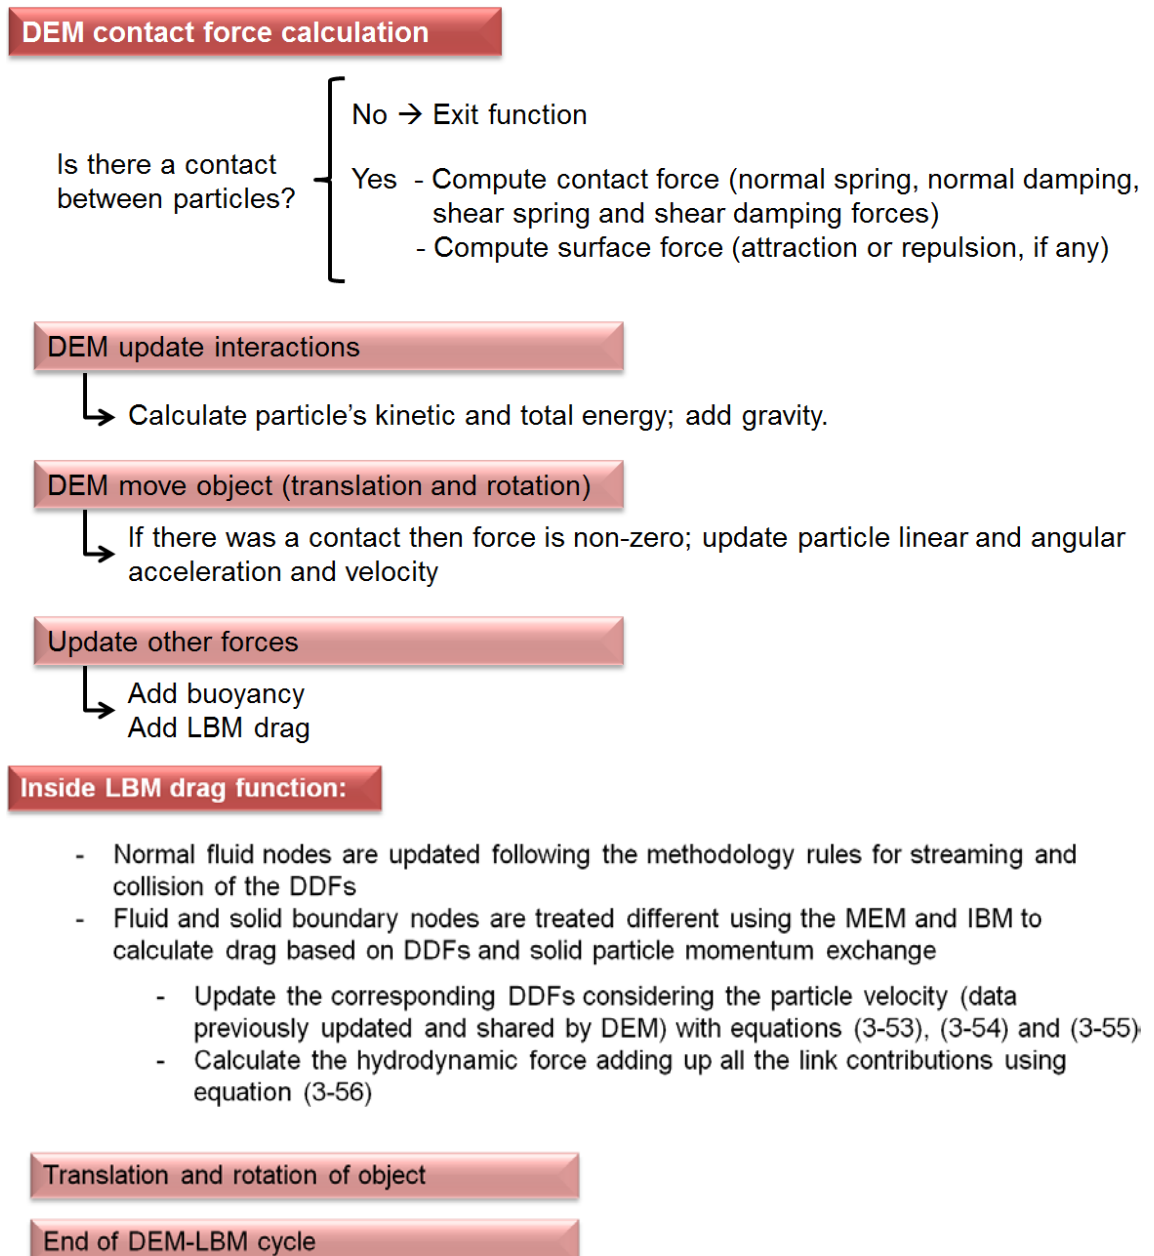 DEM contact force calculation
No → Exit function
Is there a contact
between particles?
Yes - Compute contact force (normal spring, normal damping,
shear spring and shear damping forces)
- Compute surface force (attraction or repulsion, if any)
DEM update interactions
Calculate particle's kinetic and total energy; add gravity.
DEM move object (translation and rotation)
If there was a contact then force is non-zero; update particle linear and angular
acceleration and velocity
Update other forces
Add buoyancy
Add LBM drag
Inside LBM drag function:
- Normal fluid nodes are updated following the methodology rules for streaming and
collision of the DDFs
- Fluid and solid boundary nodes are treated different using the MEM and IBM to
calculate drag based on DDFs and solid particle momentum exchange
- Update the corresponding DDFs considering the particle velocity (data
previously updated and shared by DEM) with equations (3-53), (3-54) and (3-55)
- Calculate the hydrodynamic force adding up all the link contributions using
equation (3-56)
Translation and rotation of object
End of DEM-LBM cycle